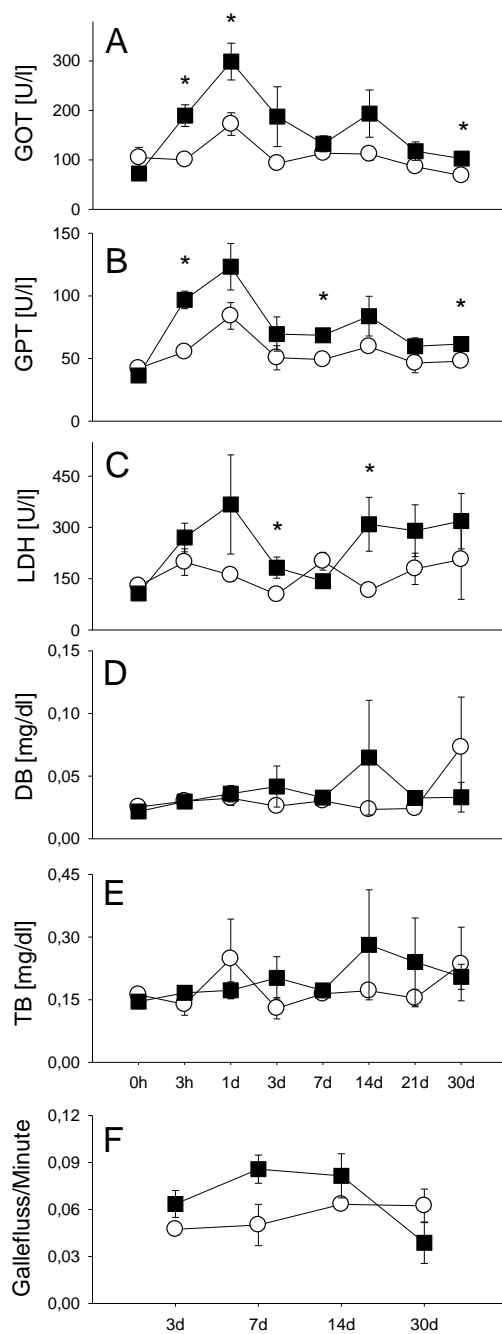 A
GOT [U/l]
300
200
100
0
*
*
*
B
GPT [U/l]
150
100
50
0
*
*
*
C
LDH [U/l]
450
300
150
0
*
*
D
DB [mg/dl]
0,15
0,10
0,05
0,00
E
TB [mg/dl]
0,45
0,30
0,15
0,00
0h 3h 1d 3d 7d 14d 21d 30d
F
Gallefluss/Minute
0,12
0,09
0,06
0,03
0,00
3d 7d 14d 30d